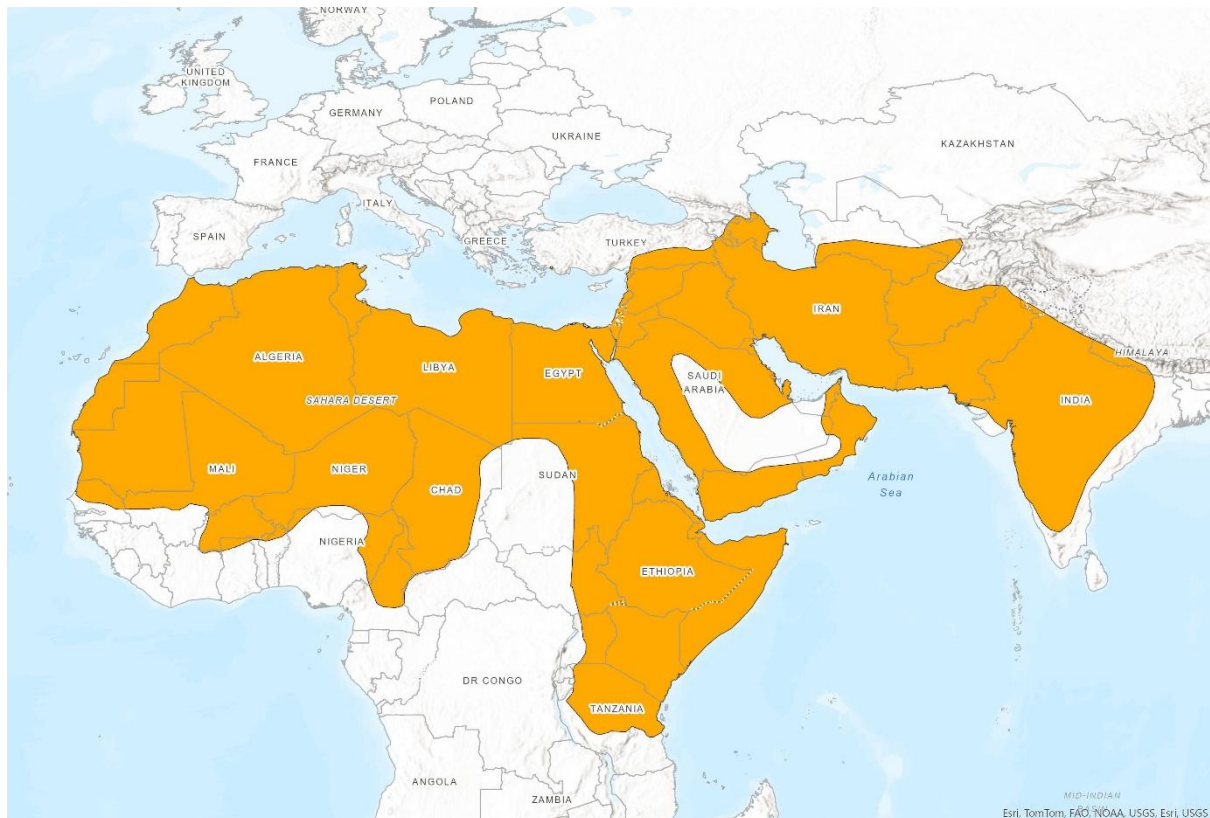 NORWAY
UNITED
KINGDOM
POLAND
GERMANY
UKRAINE
KAZAKHSTAN
FRANCE
ITALY
SPAIN
GREECE
TURKEY
IRAN
ALGERIA
LIBYA
EGYPT
SAUDI
ARABIA
HIMALAYA
SAHARA DESERT
INDIA
MALI
NIGER
CHAD
SUDAN
Arabian
Sea
NIGERIA
ETHIOPIA
DR CONGO
TANZANIA
ANGOLA
ZAMBIA
MID-INDIAN
Esri, TomTom, FAO, NOAA, USGS, Esri, USGS